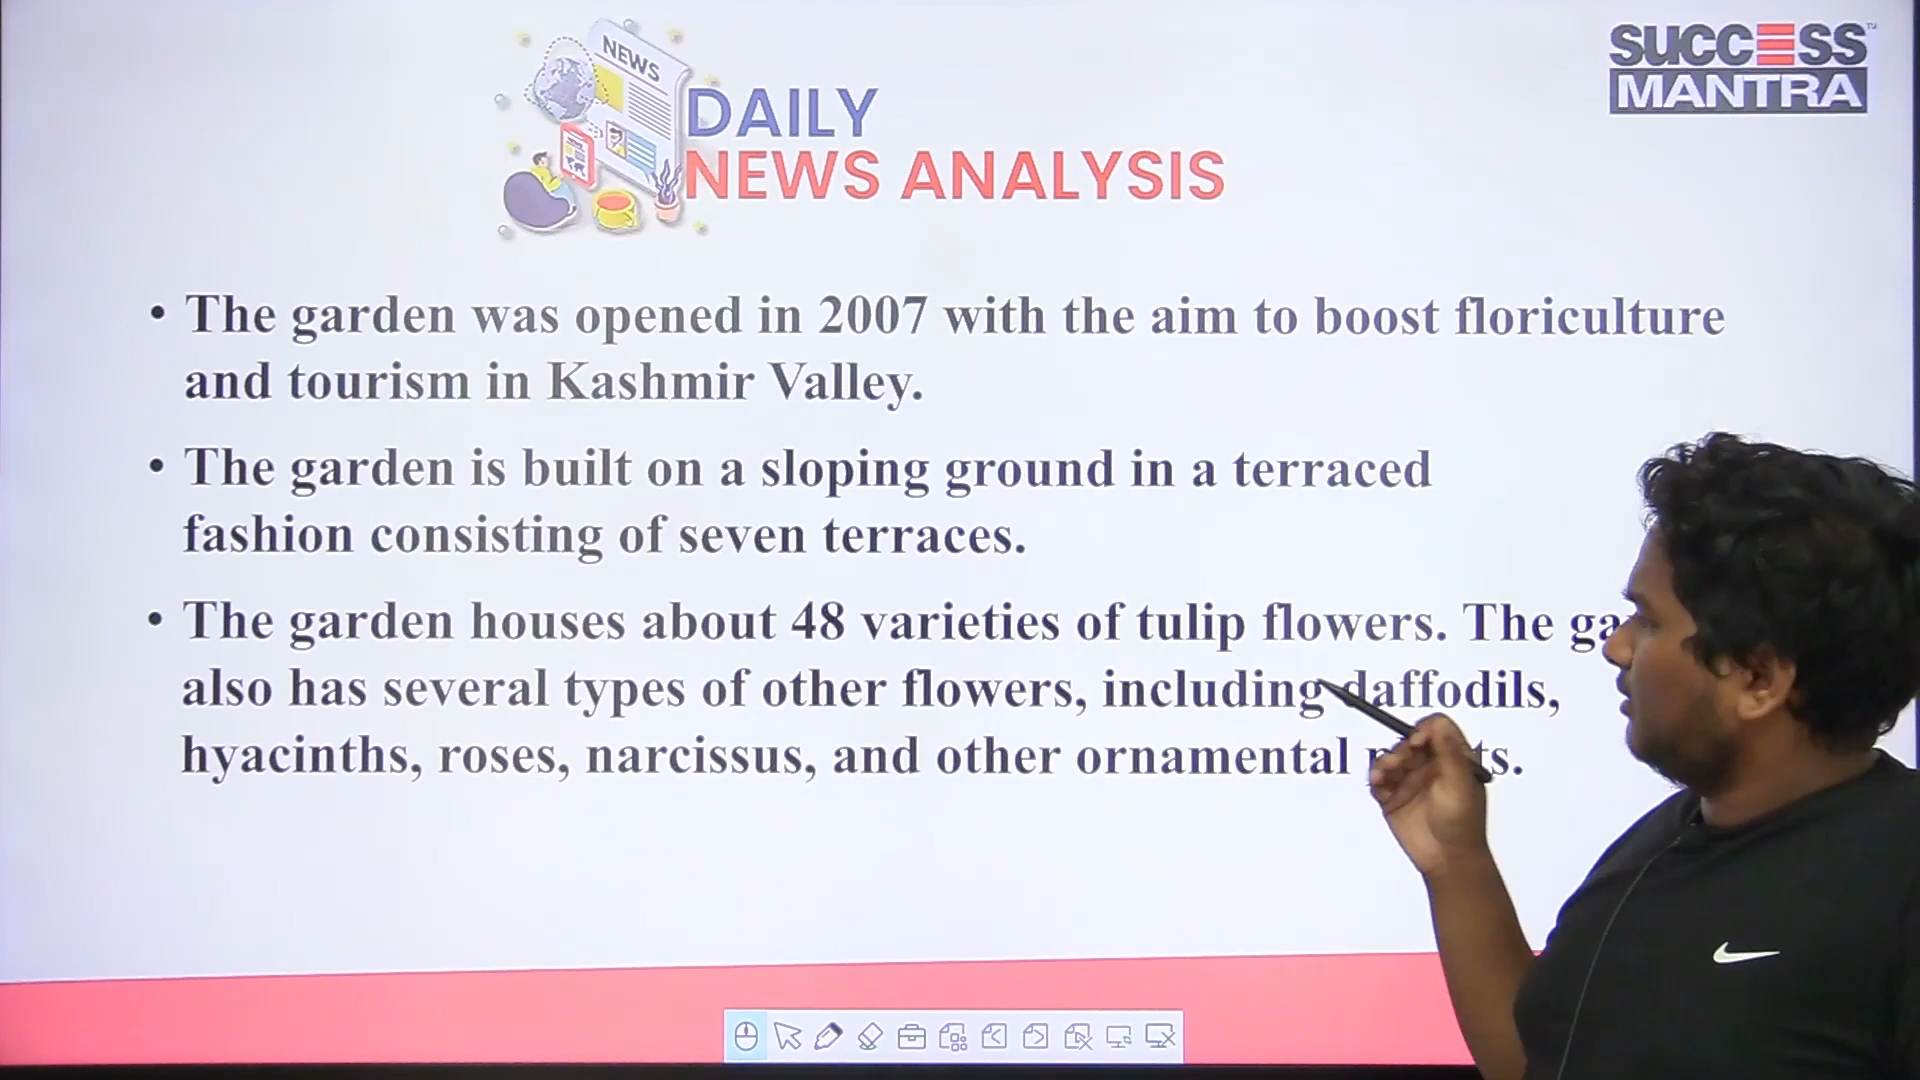 NEWS
DAILY
NEWS ANALYSIS
SUCCESS
MANTRA
• The garden was opened in 2007 with the aim to boost floriculture
and tourism in Kashmir Valley.
• The garden is built on a sloping ground in a terraced
fashion consisting of seven terraces.
• The garden houses about 48 varieties of tulip flowers. The
also has several types of other flowers, including daffodils,
hyacinths, roses, narcissus, and other ornamental